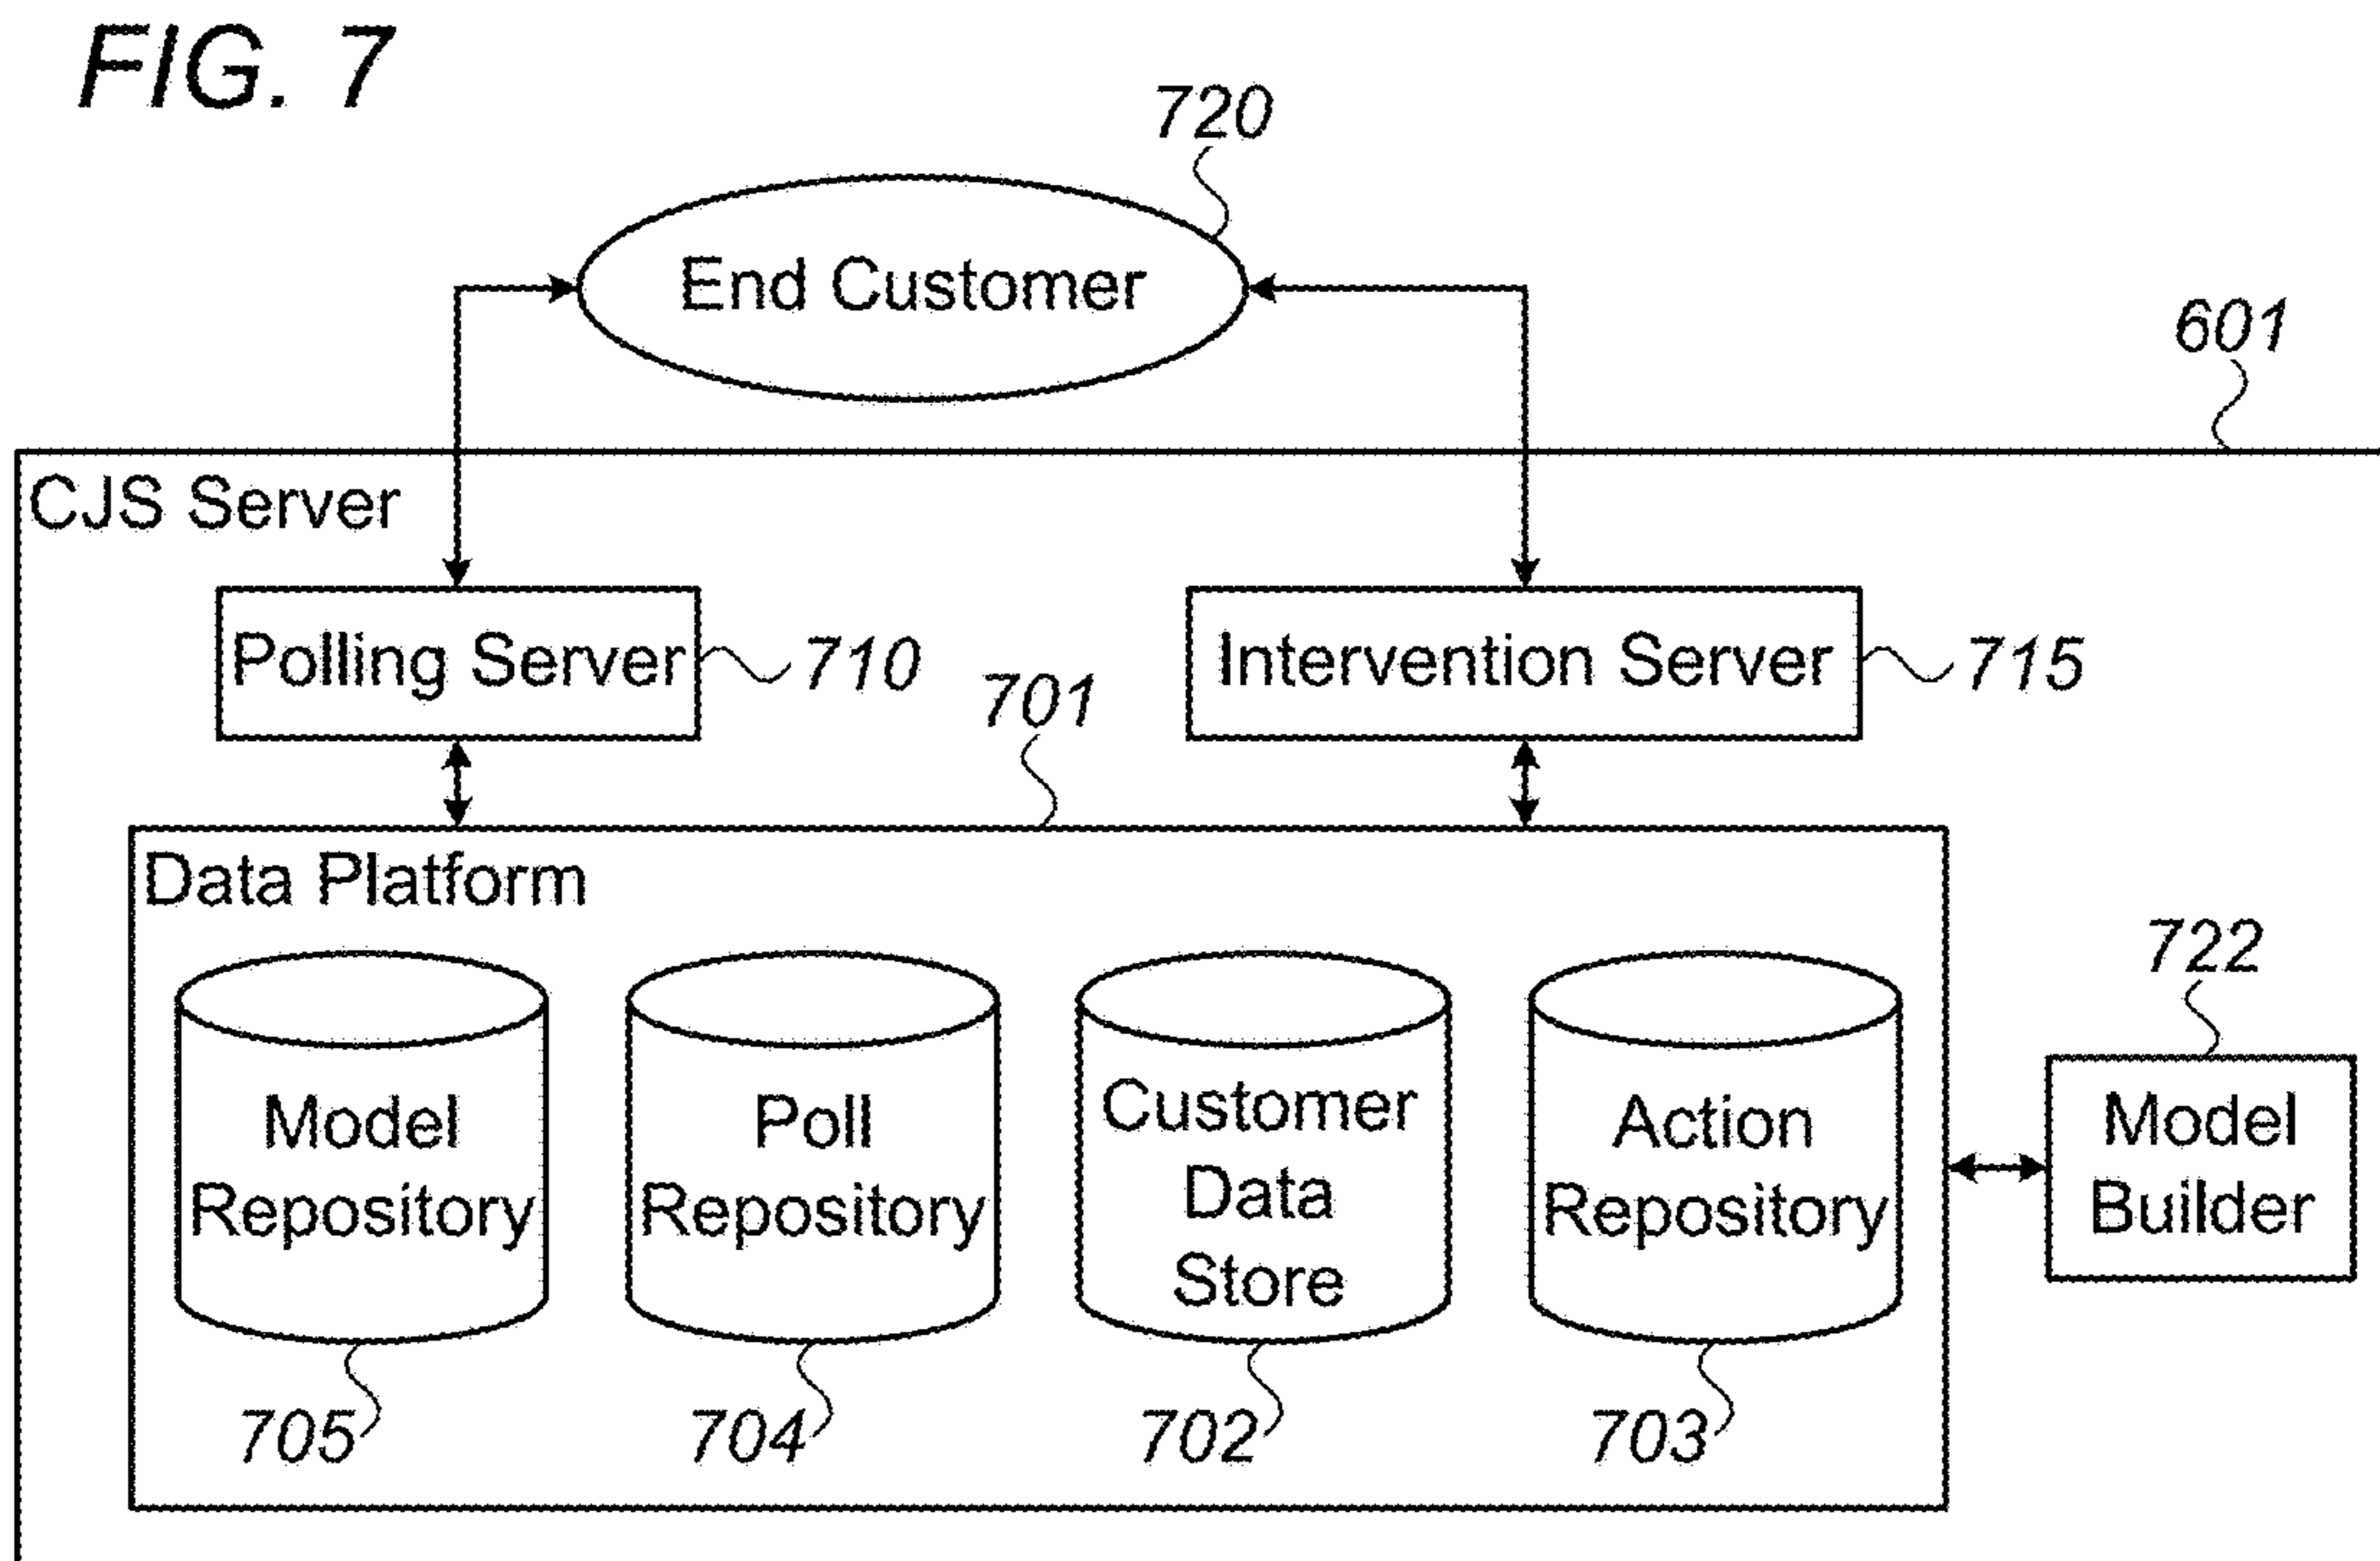 FIG. 7
720
End Customer
601
CJS Server
Polling Server
710
Intervention Server
715
701
Data Platform
722
Model
Repository
Poll
Repository
Customer
Data
Store
Action
Repository
Model
Builder
705
704
702
703